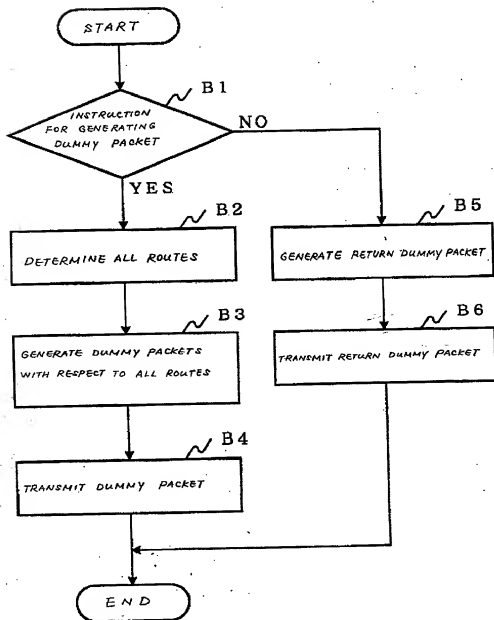 START
B1
INSTRUCTION
FOR GENERATING
DUMMY PACKET
NO
YES
B2
DETERMINE ALL ROUTES
B5
GENERATE RETURN DUMMY PACKET
B3
GENERATE DUMMY PACKETS
WITH RESPECT TO ALL ROUTES
B6
TRANSMIT RETURN DUMMY PACKET
B4
TRANSMIT DUMMY PACKET
END